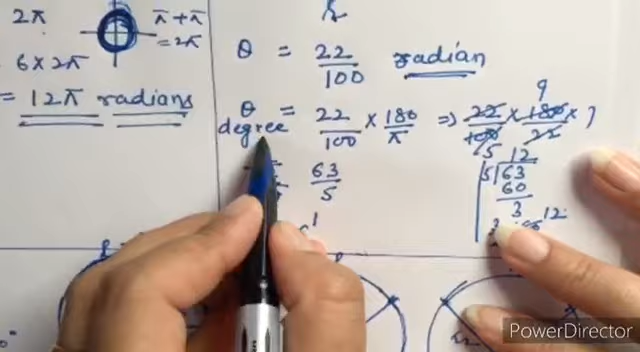 2π
π + π
= 2π
6 x 2π
= 12π radians
θ = 22/100 radian
θ degree = 22/100 x 180/π => 22/100 x 180/22 x 7
9
5
63/5
12
5 63
60
3
12
PowerDirector